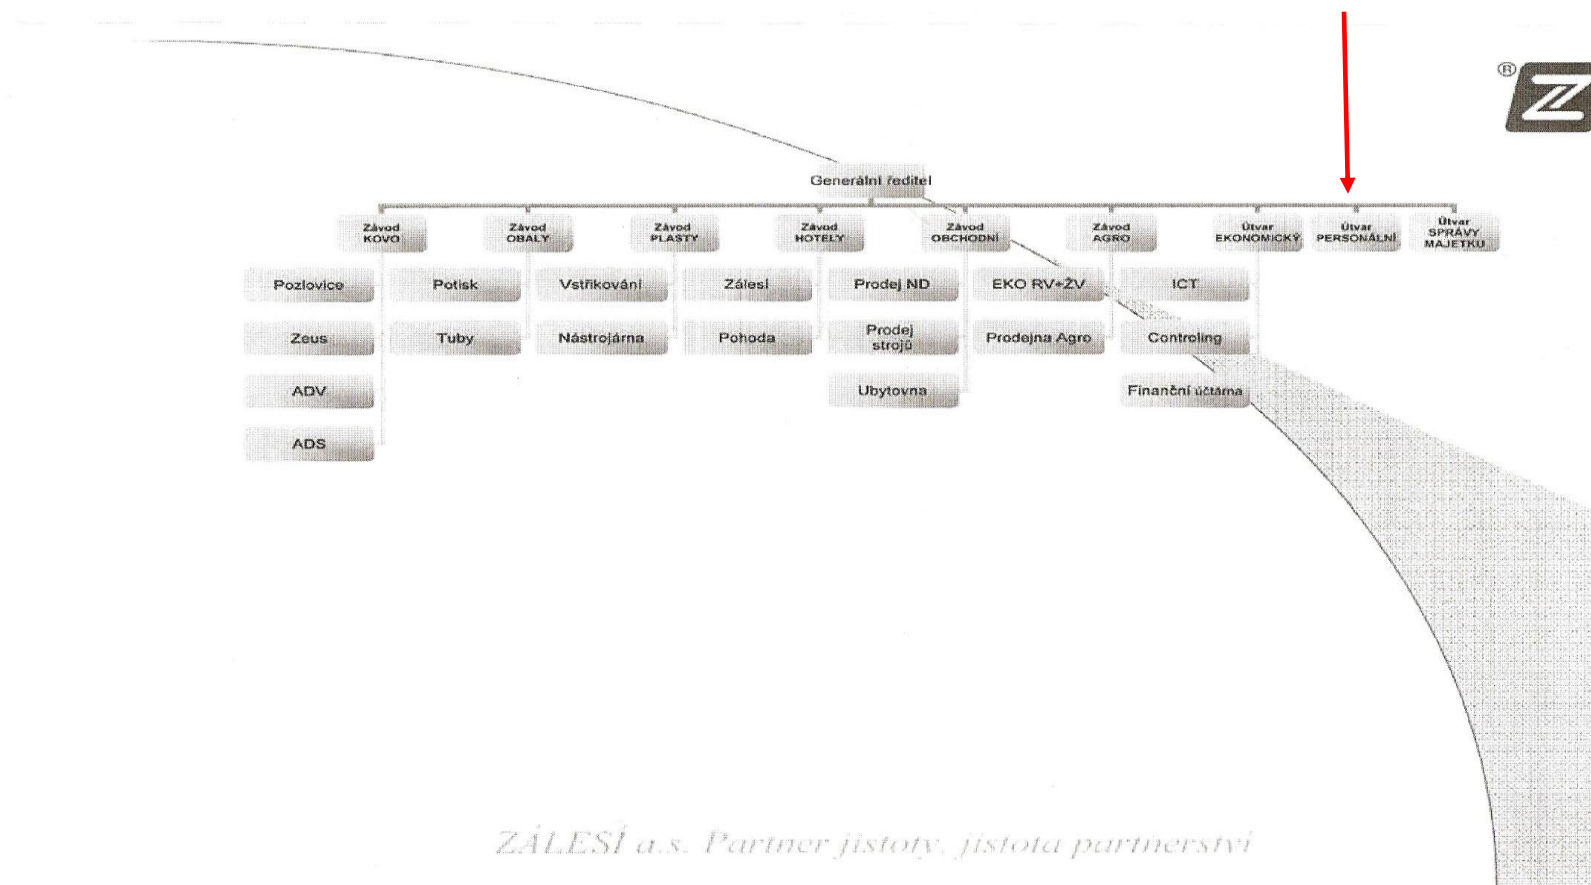 ®
Z
Generální ředitel
Závod
KOVO
Závod
OBALY
Závod
PLASTY
Závod
HOTELY
Závod
OBCHODNÍ
Závod
AGRO
Útvar
EKONOMICKÝ
Útvar
PERSONÁLNÍ
Útvar
SPRÁVY
MAJETKU
Pozlovice
Potisk
Vstřikování
Zálesí
Prodej ND
EKO RV+ŽV
ICT
Zeus
Tuby
Nástrojárna
Pohoda
Prodej
strojů
Prodejna Agro
Controling
ADV
Ubytovna
Finanční účtárna
ADS
ZÁLESÍ a.s. Partner jistoty, jistota partnerství